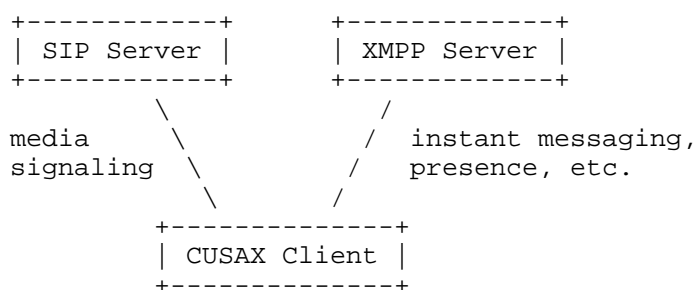 SIP Server XMPP Server
media instant messaging,
signaling presence, etc.
CUSAX Client